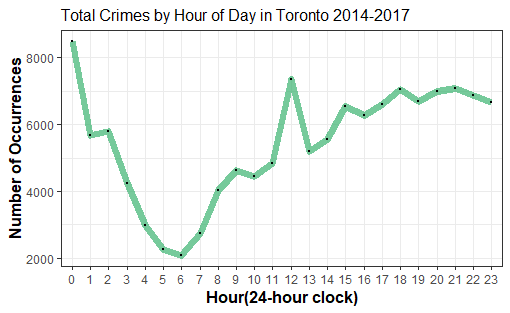 Total Crimes by Hour of Day in Toronto 2014-2017
Number of Occurrences
8000
6000
4000
2000
0 1 2 3 4 5 6 7 8 9 10 11 12 13 14 15 16 17 18 19 20 21 22 23
Hour(24-hour clock)